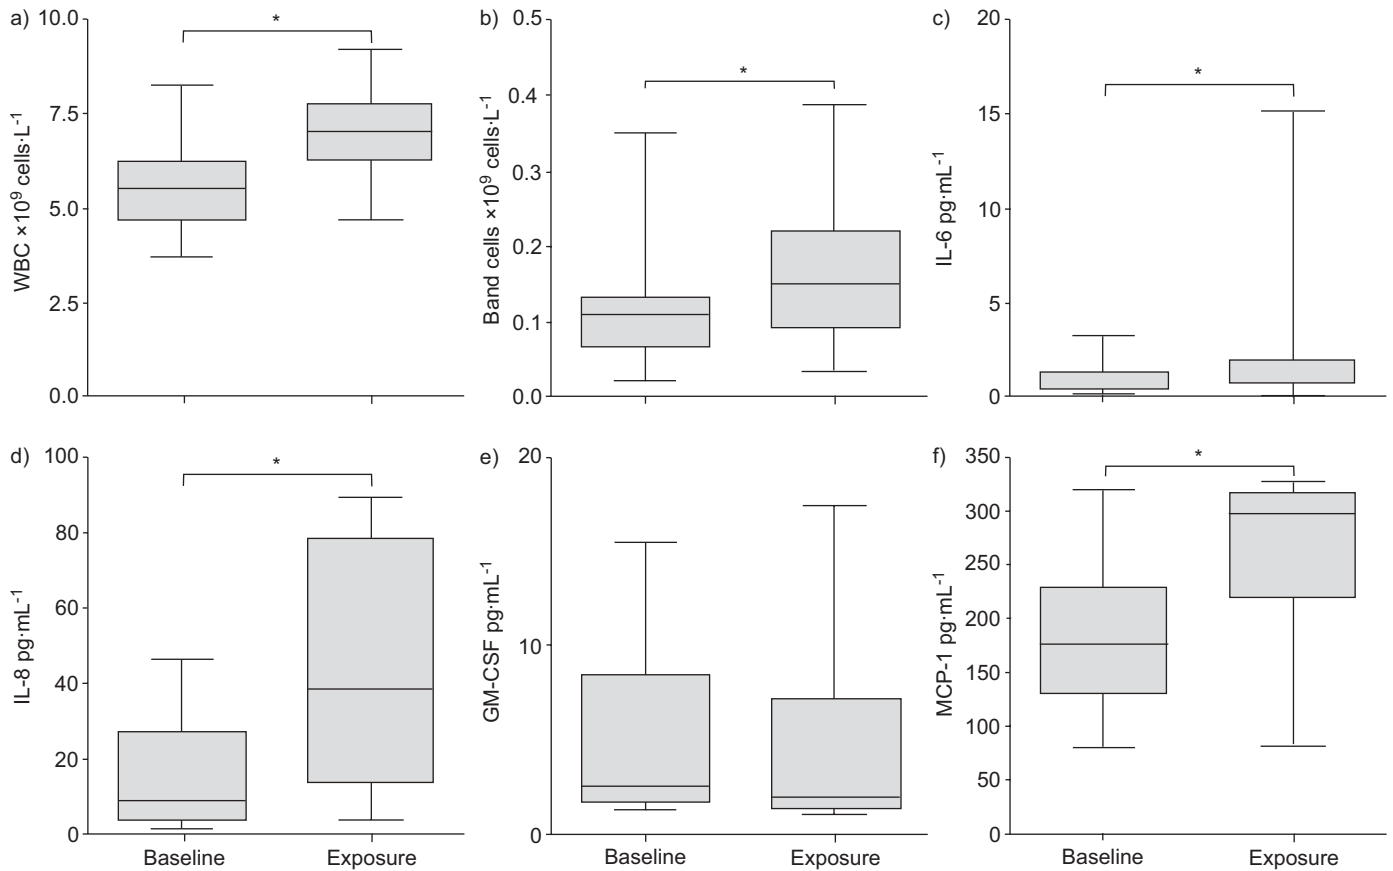 a)
WBC ×10⁹ cells·L⁻¹
10.0
7.5
5.0
2.5
0.0
*
b)
Band cells ×10⁹ cells·L⁻¹
0.5
0.4
0.3
0.2
0.1
0.0
*
c)
IL-6 pg·mL⁻¹
20
15
10
5
0
*
d)
IL-8 pg·mL⁻¹
100
80
60
40
20
0
*
Baseline
Exposure
e)
GM-CSF pg·mL⁻¹
20
10
0
Baseline
Exposure
f)
MCP-1 pg·mL⁻¹
350
300
250
200
150
100
50
0
*
Baseline
Exposure